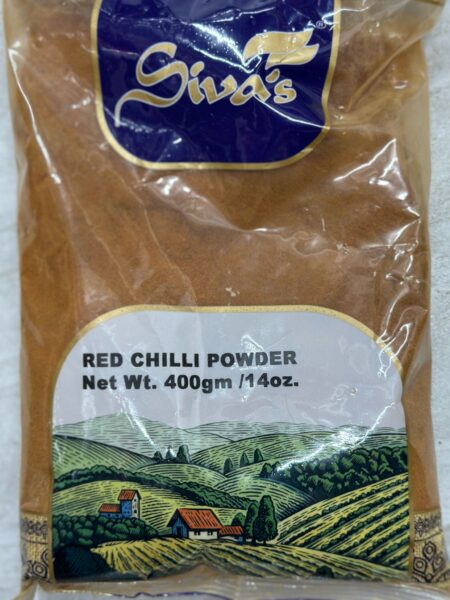 Siva's
®
RED CHILLI POWDER
Net Wt. 400gm /14oz.